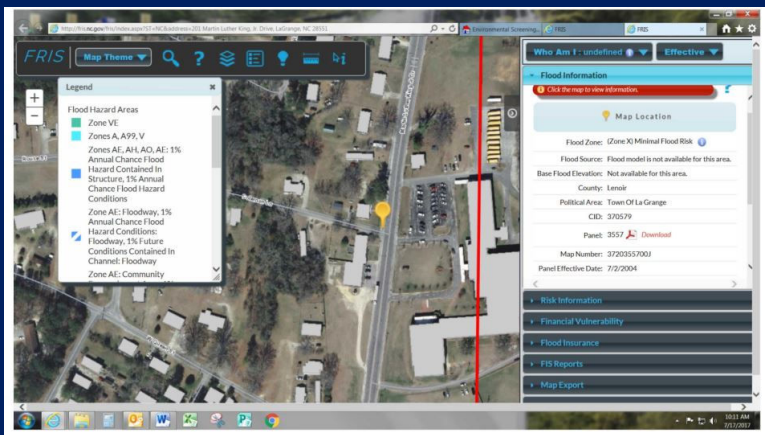 http://fris.nc.gov/fris/index.aspx?ST=NC&address=201 Martin Luther King, Jr. Drive, LaGrange, NC 28551
Environmental Screening...
FRIS
FRIS
FRIS
Map Theme
Who Am I : undefined
Effective
Legend
Flood Hazard Areas
Zone VE
Zones A, A99, V
Zones AE, AH, AO, AE: 1%
Annual Chance Flood
Hazard Contained In
Structure, 1% Annual
Chance Flood Hazard
Conditions
Zone AE: Floodway, 1%
Annual Chance Flood
Hazard Conditions:
Floodway, 1% Future
Conditions Contained In
Channel: Floodway
Zone AE: Community
Flood Information
Click the map to view information.
Map Location
Flood Zone: (Zone X) Minimal Flood Risk
Flood Source: Flood model is not available for this area.
Base Flood Elevation: Not available for this area.
County: Lenoir
Political Area: Town Of La Grange
CID: 370579
Panel: 3557 Download
Map Number: 3720355700J
Panel Effective Date: 7/2/2004
Risk Information
Financial Vulnerability
Flood Insurance
FIS Reports
Map Export
10:11 AM
7/17/2017